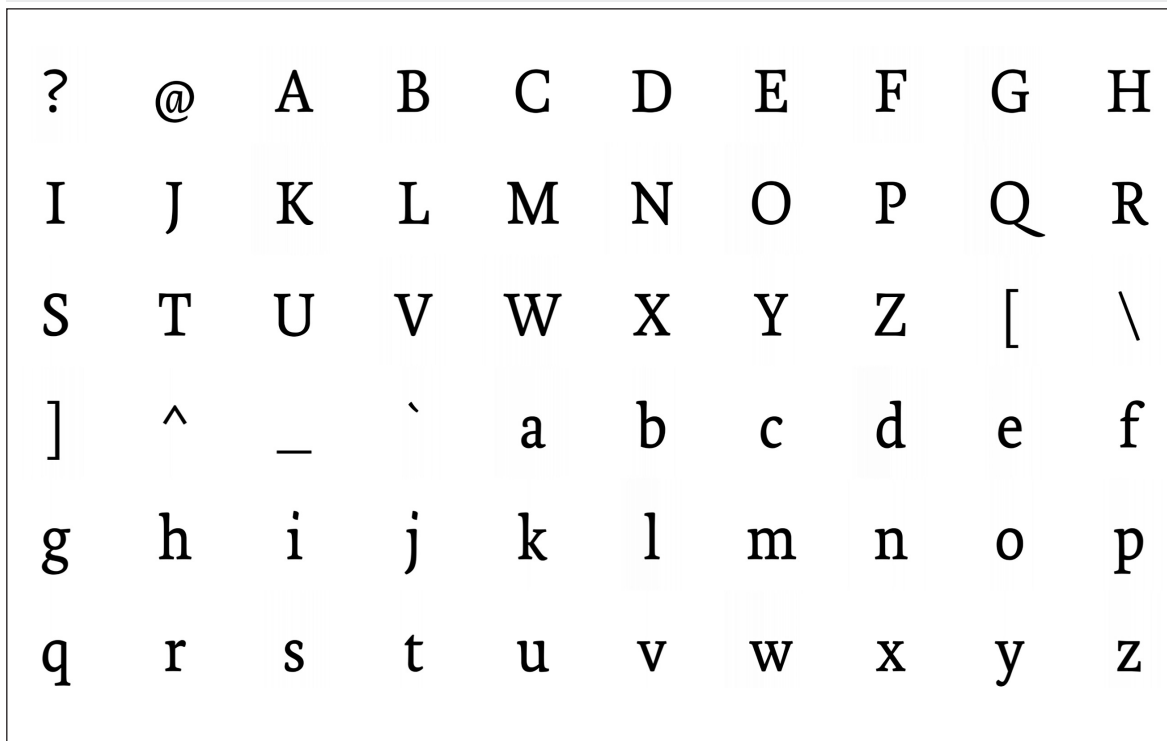 ? @ A B C D E F G H
I J K L M N O P Q R
S T U V W X Y Z [ \
] ^ _ ` a b c d e f
g h i j k l m n o p
q r s t u v w x y z